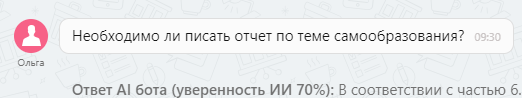 Необходимо ли писать отчет по теме самообразования? 09:30
Ольга
Ответ AI бота (уверенность ИИ 70%): В соответствии с частью 6.